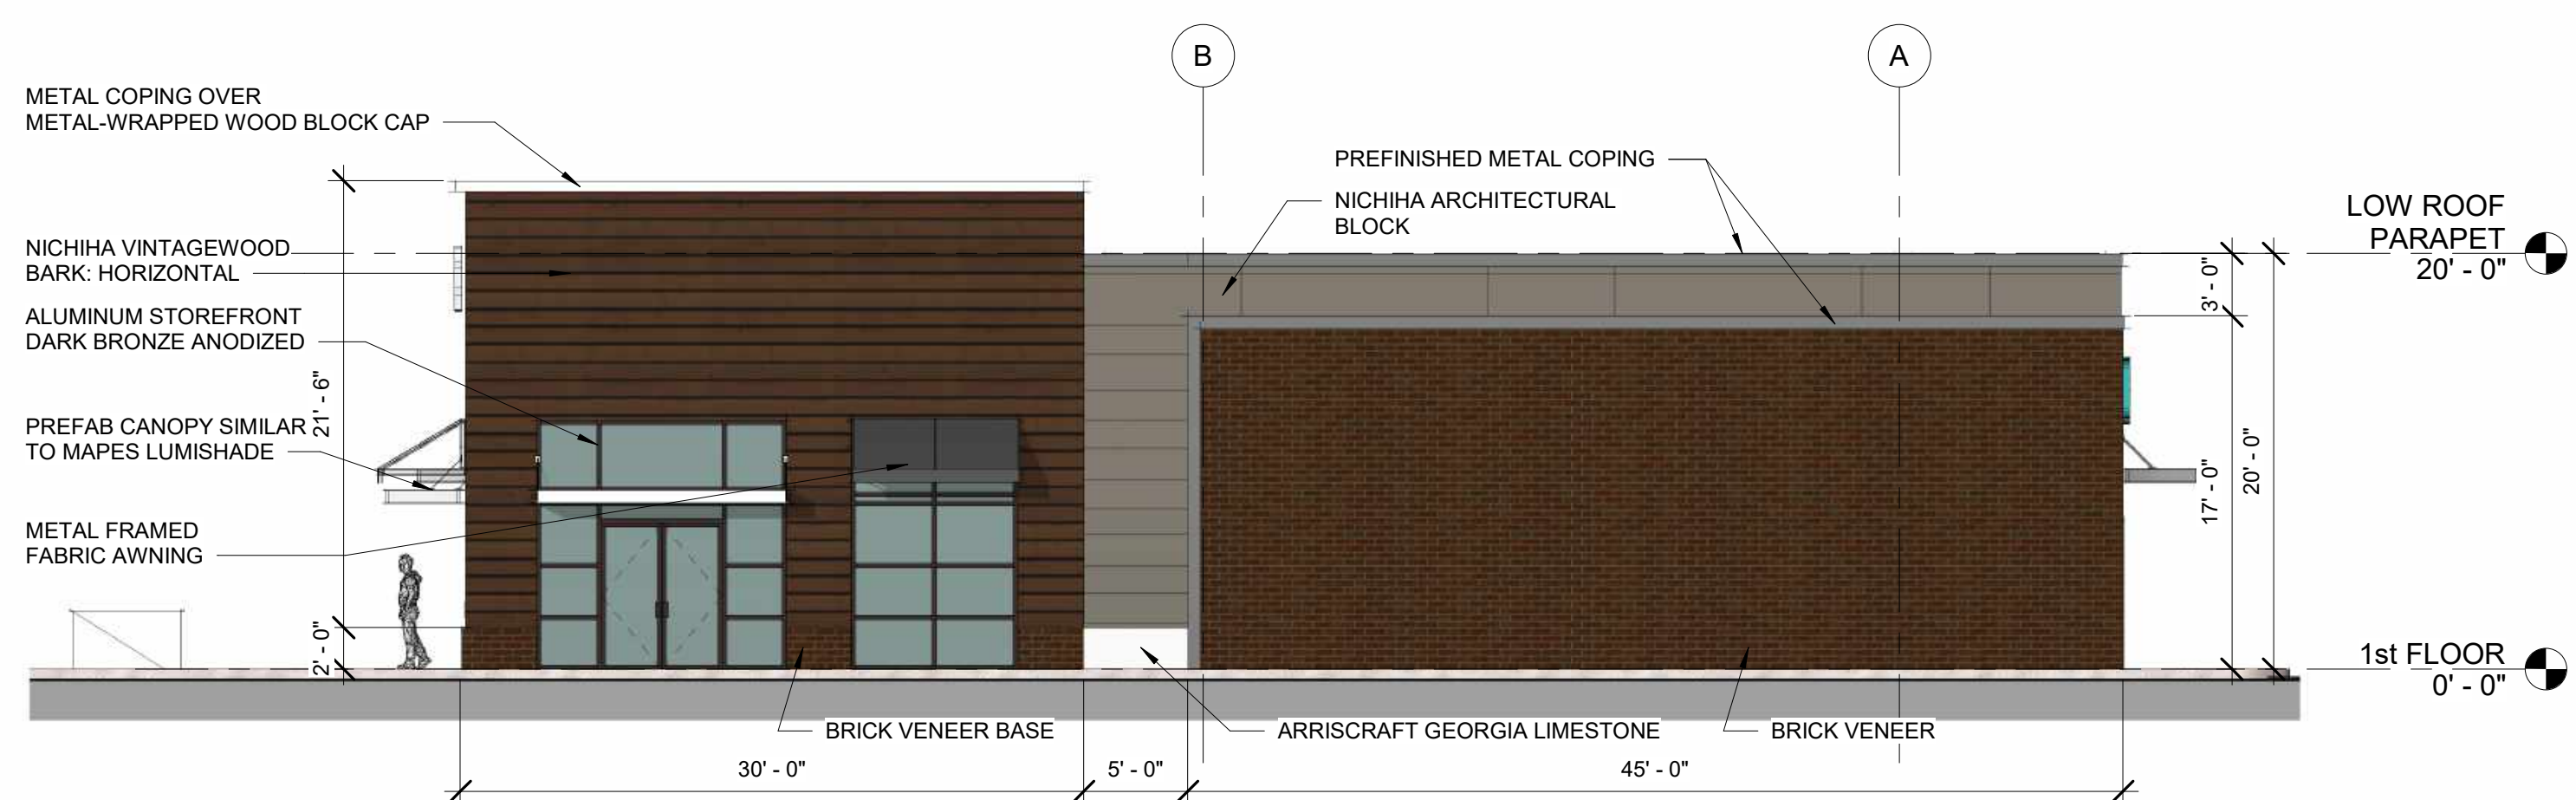 B
A
METAL COPING OVER
METAL-WRAPPED WOOD BLOCK CAP
PREFINISHED METAL COPING
NICHIHA ARCHITECTURAL
BLOCK
LOW ROOF
PARAPET
20' - 0"
NICHIHA VINTAGEWOOD
BARK: HORIZONTAL
ALUMINUM STOREFRONT
DARK BRONZE ANODIZED
PREFAB CANOPY SIMILAR
TO MAPES LUMISHADE
METAL FRAMED
FABRIC AWNING
21' - 6"
2' - 0"
3' - 0"
17' - 0"
20' - 0"
1st FLOOR
0' - 0"
BRICK VENEER BASE
ARRISCRAFT GEORGIA LIMESTONE
BRICK VENEER
30' - 0"
5' - 0"
45' - 0"